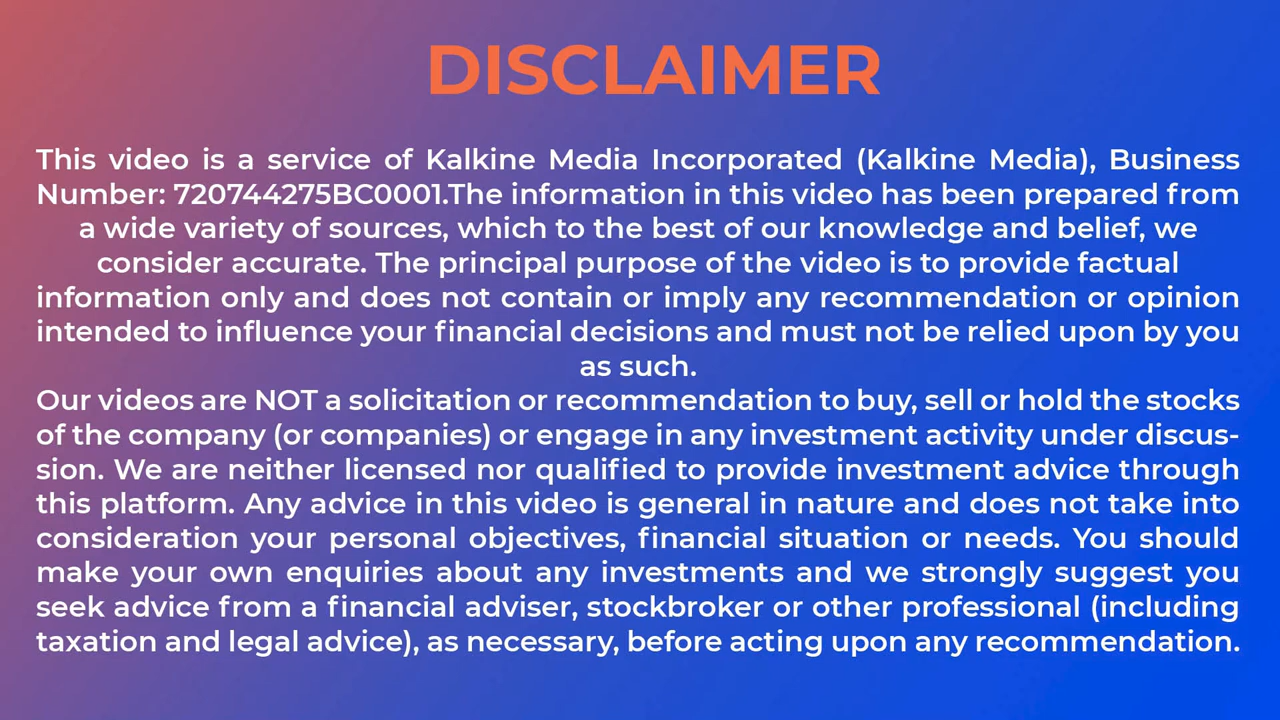 DISCLAIMER
This video is a service of Kalkine Media Incorporated (Kalkine Media), Business
Number: 720744275BC0001.The information in this video has been prepared from
a wide variety of sources, which to the best of our knowledge and belief, we
consider accurate. The principal purpose of the video is to provide factual
information only and does not contain or imply any recommendation or opinion
intended to influence your financial decisions and must not be relied upon by you
as such.
Our videos are NOT a solicitation or recommendation to buy, sell or hold the stocks
of the company (or companies) or engage in any investment activity under discus-
sion. We are neither licensed nor qualified to provide investment advice through
this platform. Any advice in this video is general in nature and does not take into
consideration your personal objectives, financial situation or needs. You should
make your own enquiries about any investments and we strongly suggest you
seek advice from a financial adviser, stockbroker or other professional (including
taxation and legal advice), as necessary, before acting upon any recommendation.